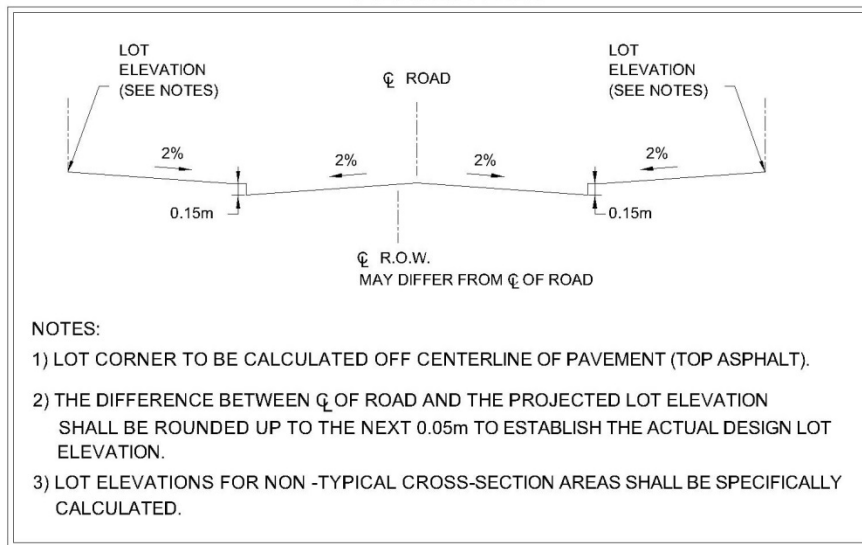 LOT
ELEVATION
(SEE NOTES)
℄ ROAD
LOT
ELEVATION
(SEE NOTES)
2%
2%
2%
2%
0.15m
0.15m
℄ R.O.W.
MAY DIFFER FROM ℄ OF ROAD
NOTES:
1) LOT CORNER TO BE CALCULATED OFF CENTERLINE OF PAVEMENT (TOP ASPHALT).
2) THE DIFFERENCE BETWEEN ℄ OF ROAD AND THE PROJECTED LOT ELEVATION
SHALL BE ROUNDED UP TO THE NEXT 0.05m TO ESTABLISH THE ACTUAL DESIGN LOT
ELEVATION.
3) LOT ELEVATIONS FOR NON -TYPICAL CROSS-SECTION AREAS SHALL BE SPECIFICALLY
CALCULATED.